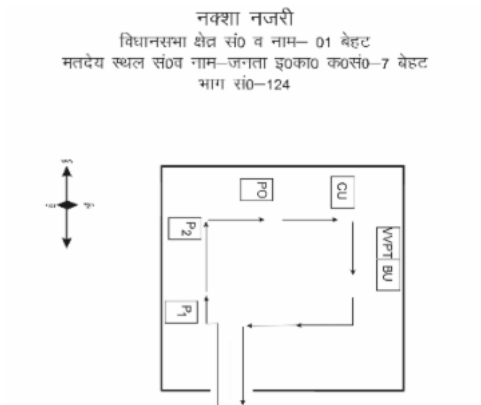 नक्शा नजरी
विधानसभा क्षेत्र सं0 व नाम– 01 बेहट
मतदेय स्थल सं0व नाम–जनता इ0का0 क0सं0–7 बेहट
भाग सं0–124
PO
CU
P2
VVPT BU
P1